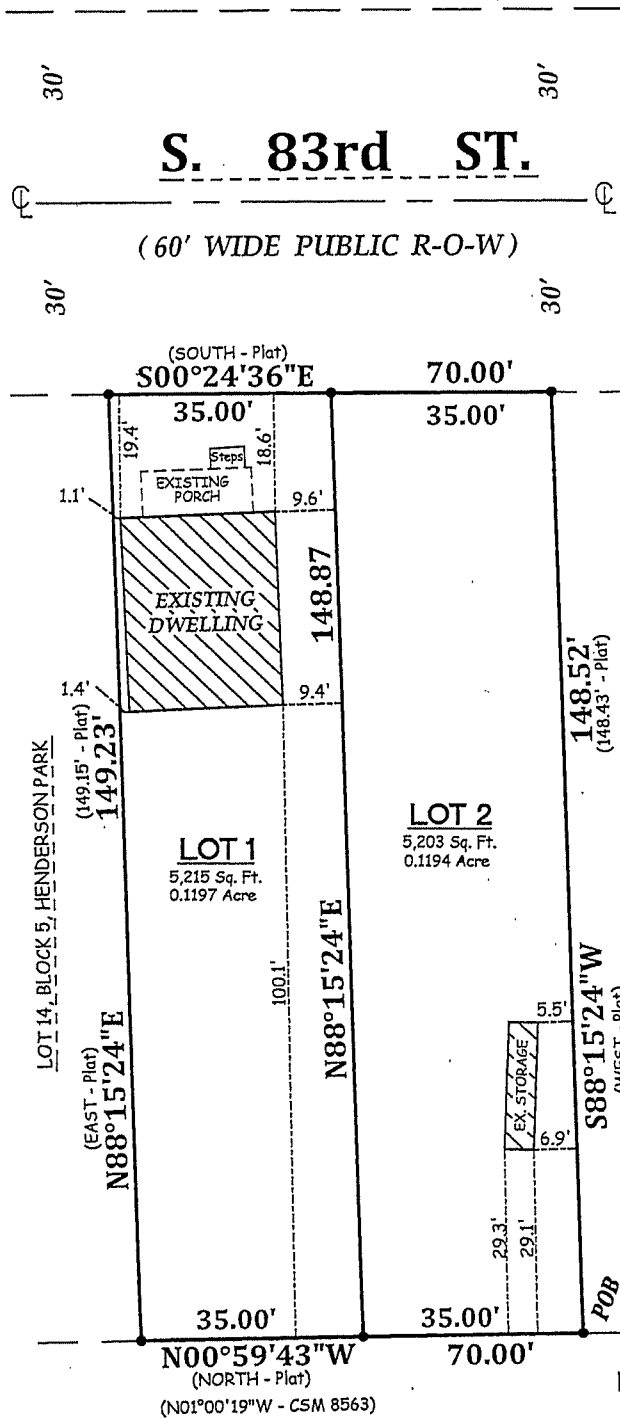 30'
30'
S. 83rd ST.
℄
℄
(60' WIDE PUBLIC R-O-W)
30'
30'
(SOUTH - Plat)
S00°24'36"E
70.00'
35.00'
35.00'
19.4'
18.6'
Steps
EXISTING
PORCH
1.1'
9.6'
EXISTING
DWELLING
148.87
1.4'
9.4'
149.23'
(149.15' - Plat)
148.52'
(148.43' - Plat)
LOT 14, BLOCK 5, HENDERSON PARK
LOT 1
5,215 Sq. Ft.
0.1197 Acre
LOT 2
5,203 Sq. Ft.
0.1194 Acre
100.1'
N88°15'24"E
(EAST - Plat)
N88°15'24"E
S88°15'24"W
(WEST - Plat)
5.5'
EX. STORAGE
6.9'
29.3'
29.1'
POB
35.00'
35.00'
N00°59'43"W
70.00'
(NORTH - Plat)
(N01°00'19"W - CSM 8563)